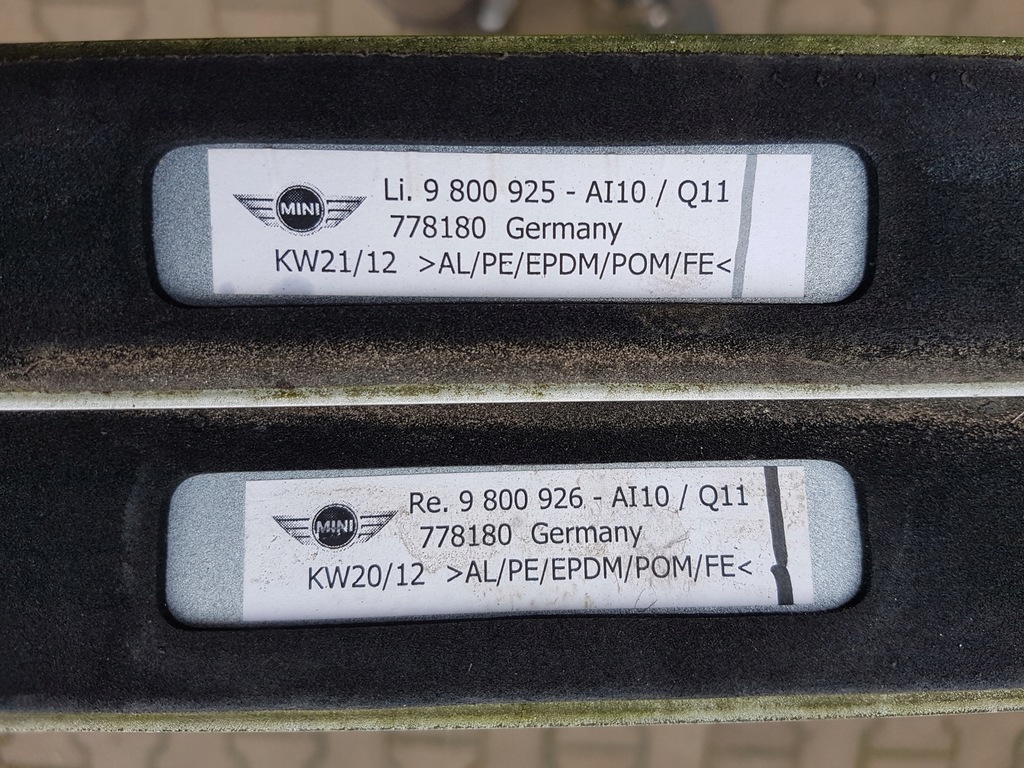 MINI
Li. 9 800 925 - AI10 / Q11
778180 Germany
KW21/12 >AL/PE/EPDM/POM/FE<
MINI
Re. 9 800 926 - AI10 / Q11
778180 Germany
KW20/12 >AL/PE/EPDM/POM/FE<